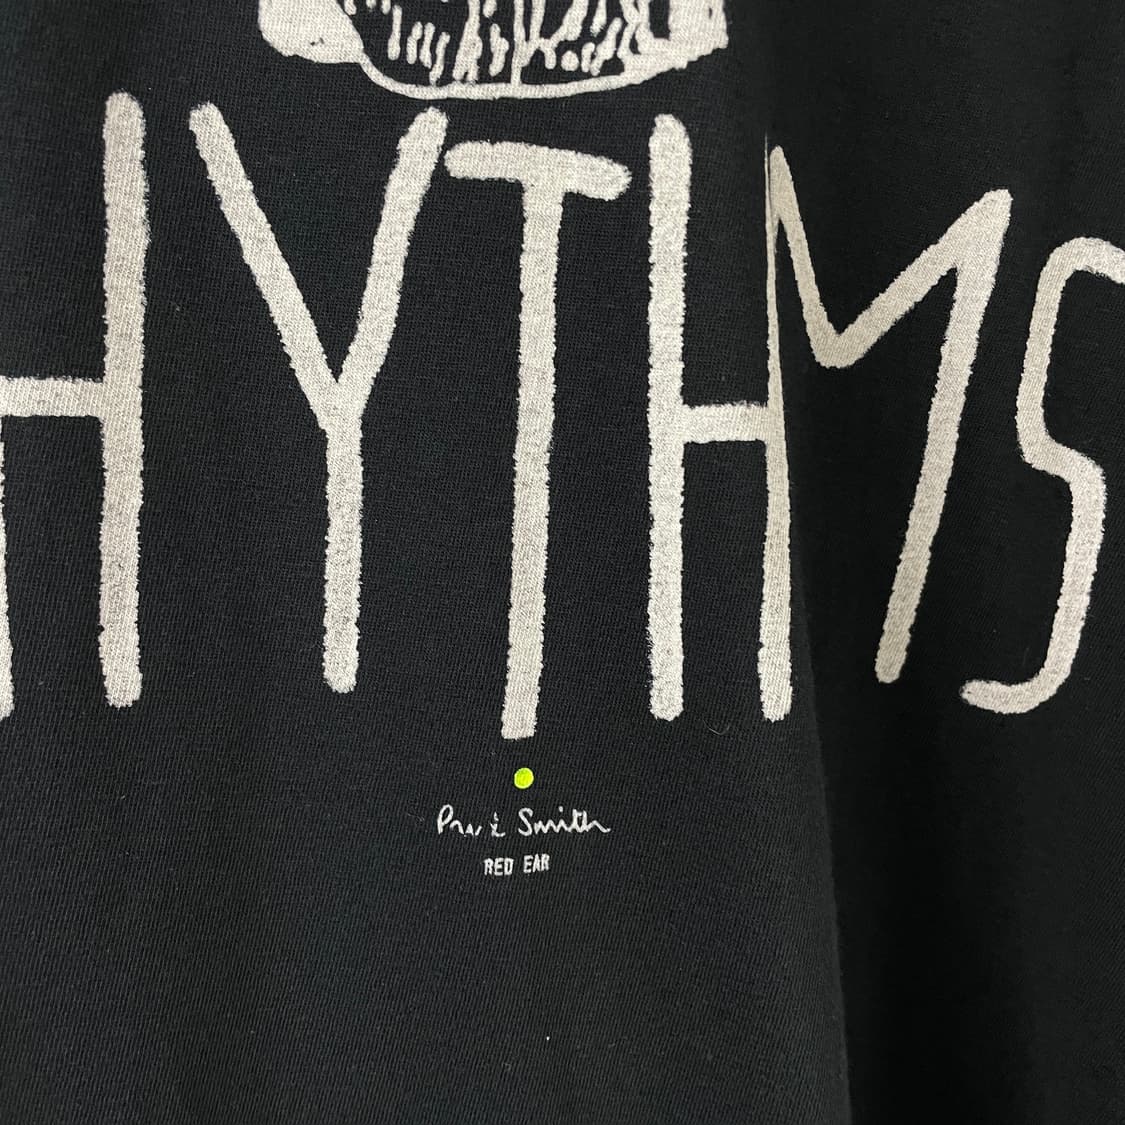 HYTHMS
Paul Smith
RED EAR